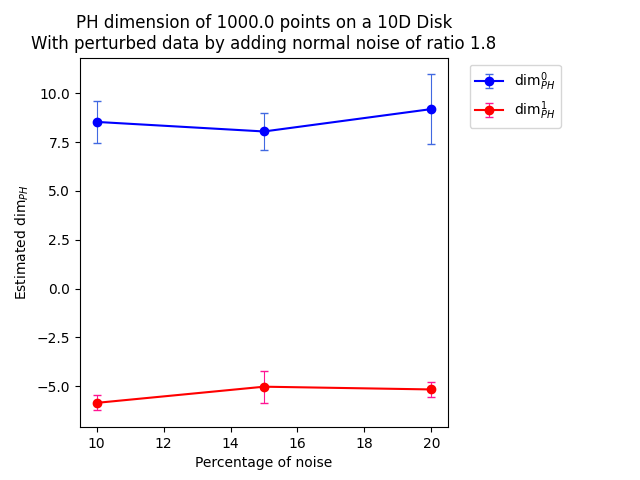 PH dimension of 1000.0 points on a 10D Disk
With perturbed data by adding normal noise of ratio 1.8
10.0
7.5
5.0
2.5
0.0
−2.5
−5.0
Estimated dim_{PH}
10 12 14 16 18 20
Percentage of noise
dim^0_{PH}
dim^1_{PH}